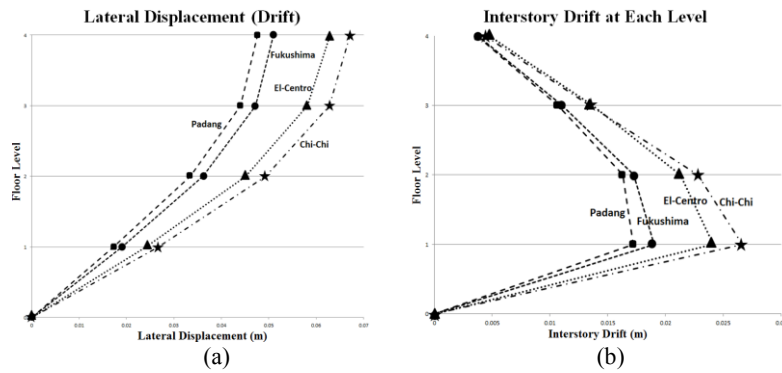 Lateral Displacement (Drift)
4
3
2
1
0
Floor Level
Fukushima
El-Centro
Padang
Chi-Chi
0
0.01
0.02
0.03
0.04
0.05
0.06
0.07
Lateral Displacement (m)
(a)
Interstory Drift at Each Level
4
3
2
1
0
Floor Level
El-Centro
Chi-Chi
Padang
Fukushima
0
0.005
0.01
0.015
0.02
0.025
Interstory Drift (m)
(b)